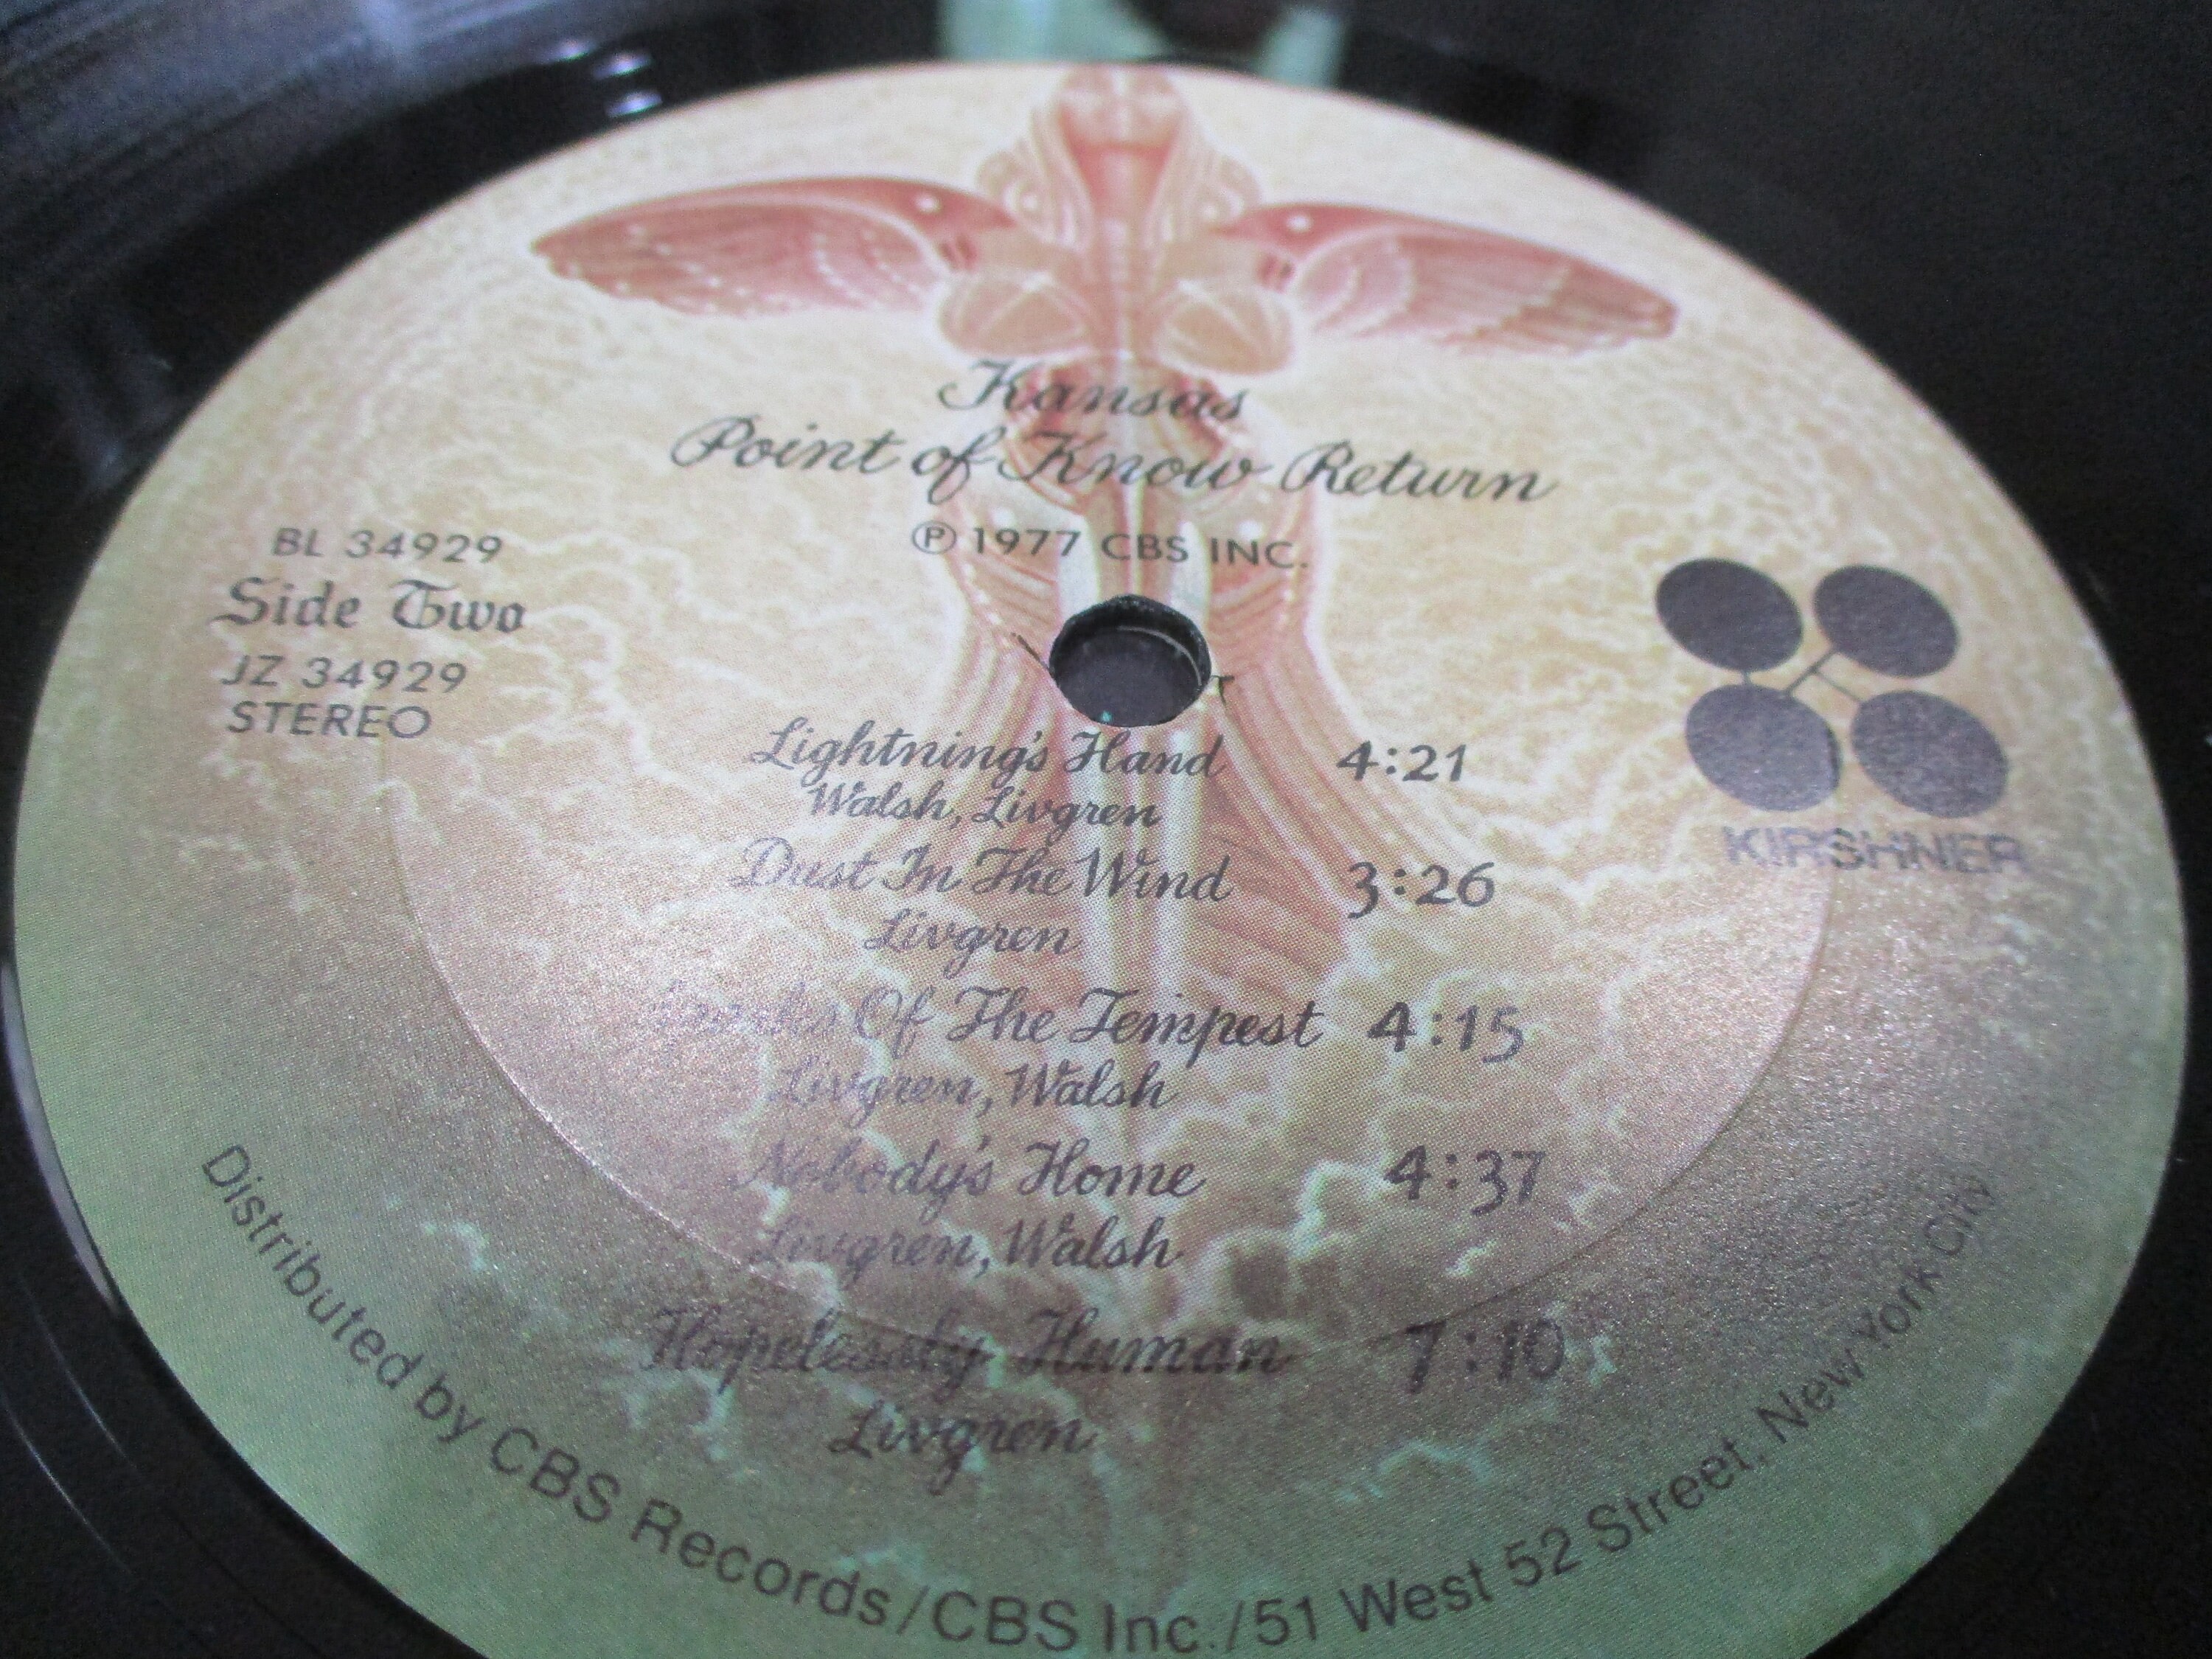 Kansas
Point of Know Return
℗ 1977 CBS INC.
BL 34929
Side Two
JZ 34929
STEREO
KIRSHNER
Lightning's Hand 4:21
Walsh, Livgren
Dust In The Wind 3:26
Livgren
Of The Tempest 4:15
Livgren, Walsh
Nobody's Home 4:37
Livgren, Walsh
Hopelessly Human 7:10
Livgren
Distributed by CBS Records/CBS Inc./51 West 52 Street, New York City